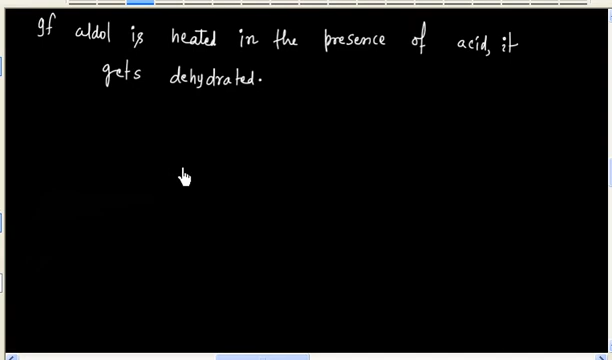 If aldol is heated in the presence of acid, it
gets dehydrated.